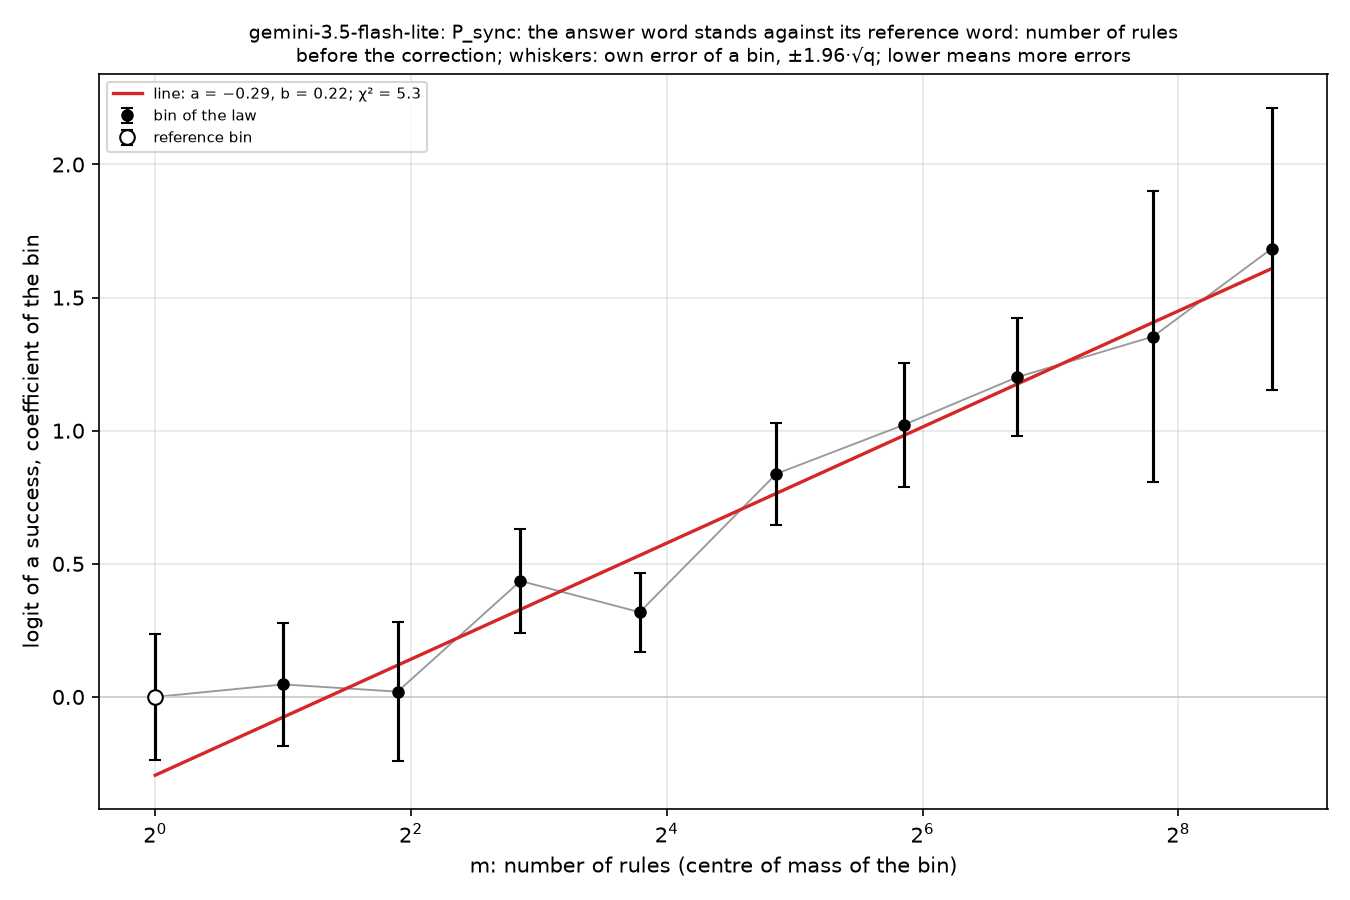 gemini-3.5-flash-lite: P_sync: the answer word stands against its reference word: number of rules
before the correction; whiskers: own error of a bin, ±1.96·√q; lower means more errors
line: a = −0.29, b = 0.22; χ² = 5.3
bin of the law
reference bin
logit of a success, coefficient of the bin
2.0
1.5
1.0
0.5
0.0
2⁰
2²
2⁴
2⁶
2⁸
m: number of rules (centre of mass of the bin)